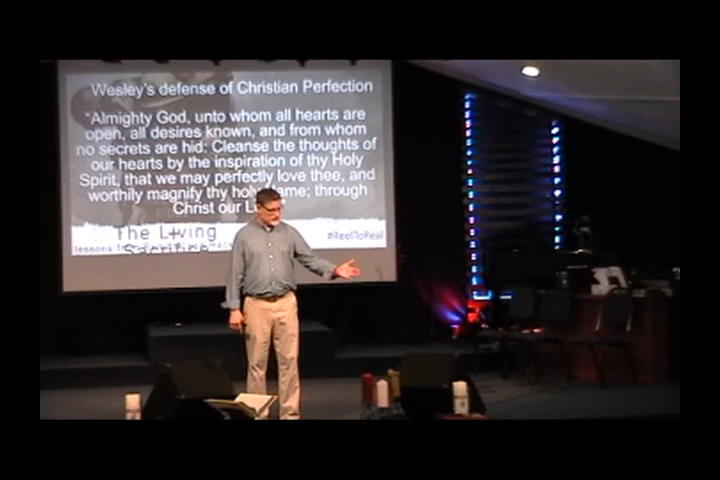 Wesley's defense of Christian Perfection
"Almighty God, unto whom all hearts are
open, all desires known, and from whom
no secrets are hid: Cleanse the thoughts of
our hearts by the inspiration of thy Holy
Spirit, that we may perfectly love thee, and
worthily magnify thy holy name; through
Christ our
The Living
#ReelToReal
Sacrifice
lessons